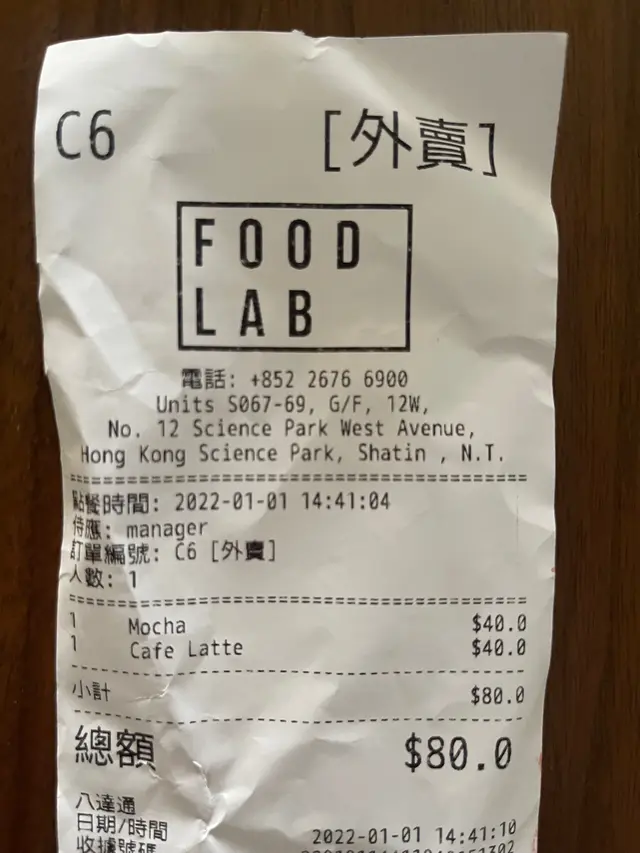 C6 [外賣]
FOOD
LAB
電話: +852 2676 6900
Units S067-69, G/F, 12W,
No. 12 Science Park West Avenue,
Hong Kong Science Park, Shatin , N.T.
點餐時間: 2022-01-01 14:41:04
侍應: manager
訂單編號: C6 [外賣]
人數: 1
1 Mocha $40.0
1 Cafe Latte $40.0
小計 $80.0
總額 $80.0
八達通
日期/時間 2022-01-01 14:41:10
收據號碼